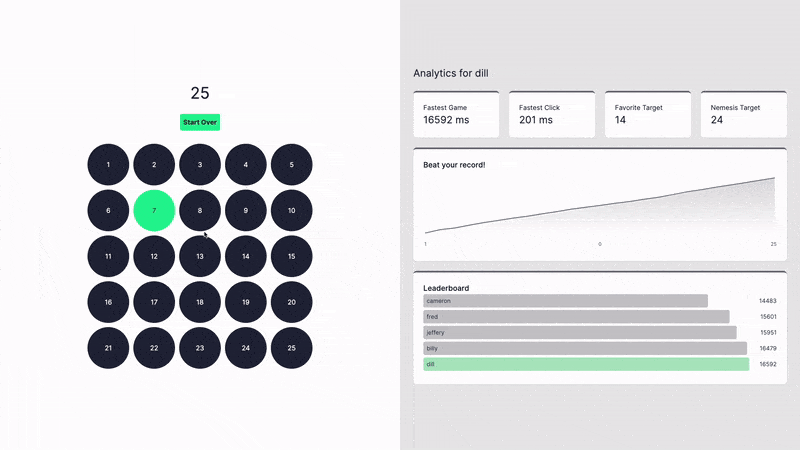 25
Start Over
1 2 3 4 5
6 7 8 9 10
11 12 13 14 15
16 17 18 19 20
21 22 23 24 25
Analytics for dill
Fastest Game
16592 ms
Fastest Click
201 ms
Favorite Target
14
Nemesis Target
24
Beat your record!
1 0 25
Leaderboard
cameron 14483
fred 15601
jeffery 15951
billy 16479
dill 16592